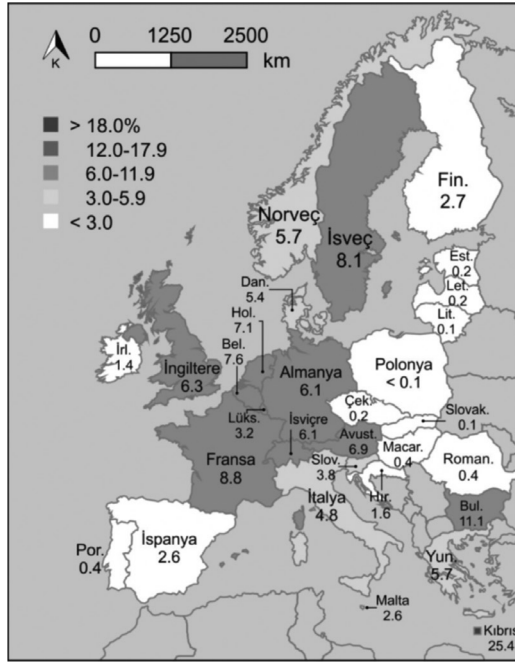 0 1250 2500
km
K
> 18.0%
12.0-17.9
6.0-11.9
3.0-5.9
< 3.0
Fin.
2.7
Norveç
5.7
İsveç
8.1
Est.
0.2
Let.
0.2
Lit.
0.1
Dan.
5.4
Hol.
7.1
Bel.
7.6
İrl.
1.4
İngiltere
6.3
Almanya
6.1
Polonya
< 0.1
Çek.
0.2
Slovak.
0.1
Lüks.
3.2
İsviçre
6.1
Avust.
6.9
Macar.
0.4
Fransa
8.8
Slov.
3.8
Roman.
0.4
Hır.
1.6
İtalya
4.8
Bul.
11.1
Por.
0.4
İspanya
2.6
Yun.
5.7
Malta
2.6
Kıbrıs
25.4